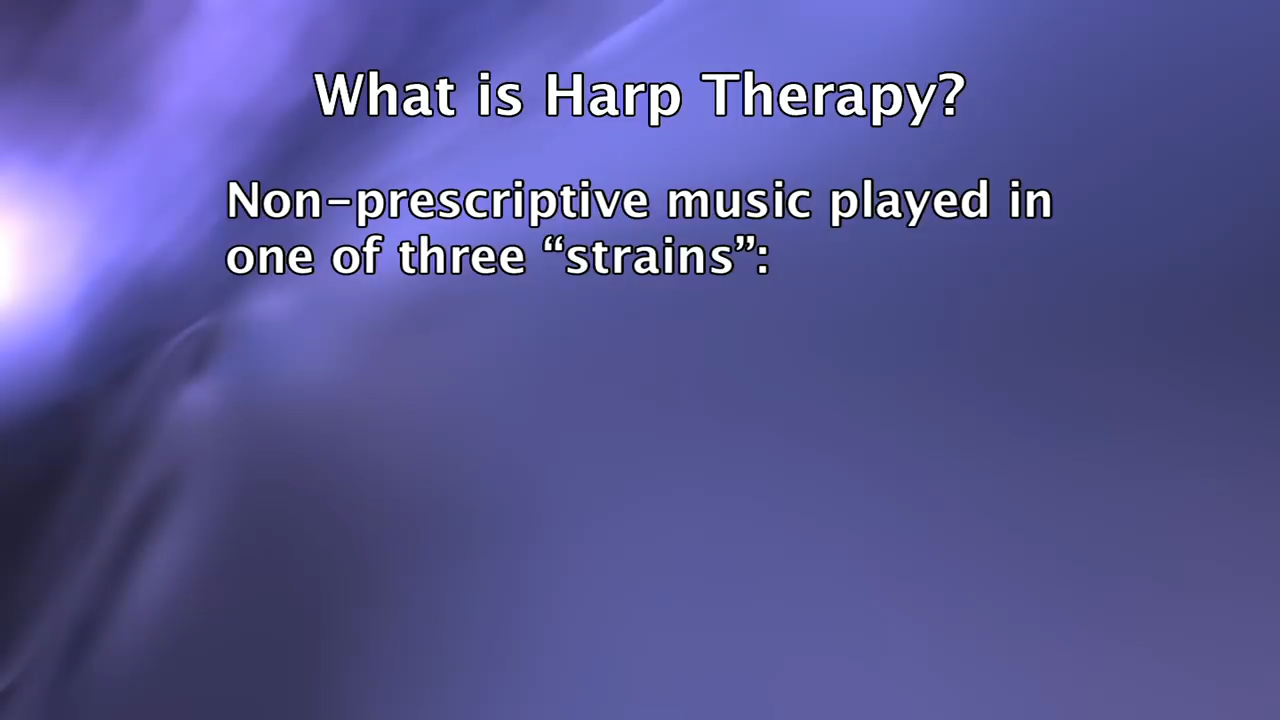 What is Harp Therapy?
Non-prescriptive music played in
one of three “strains”: